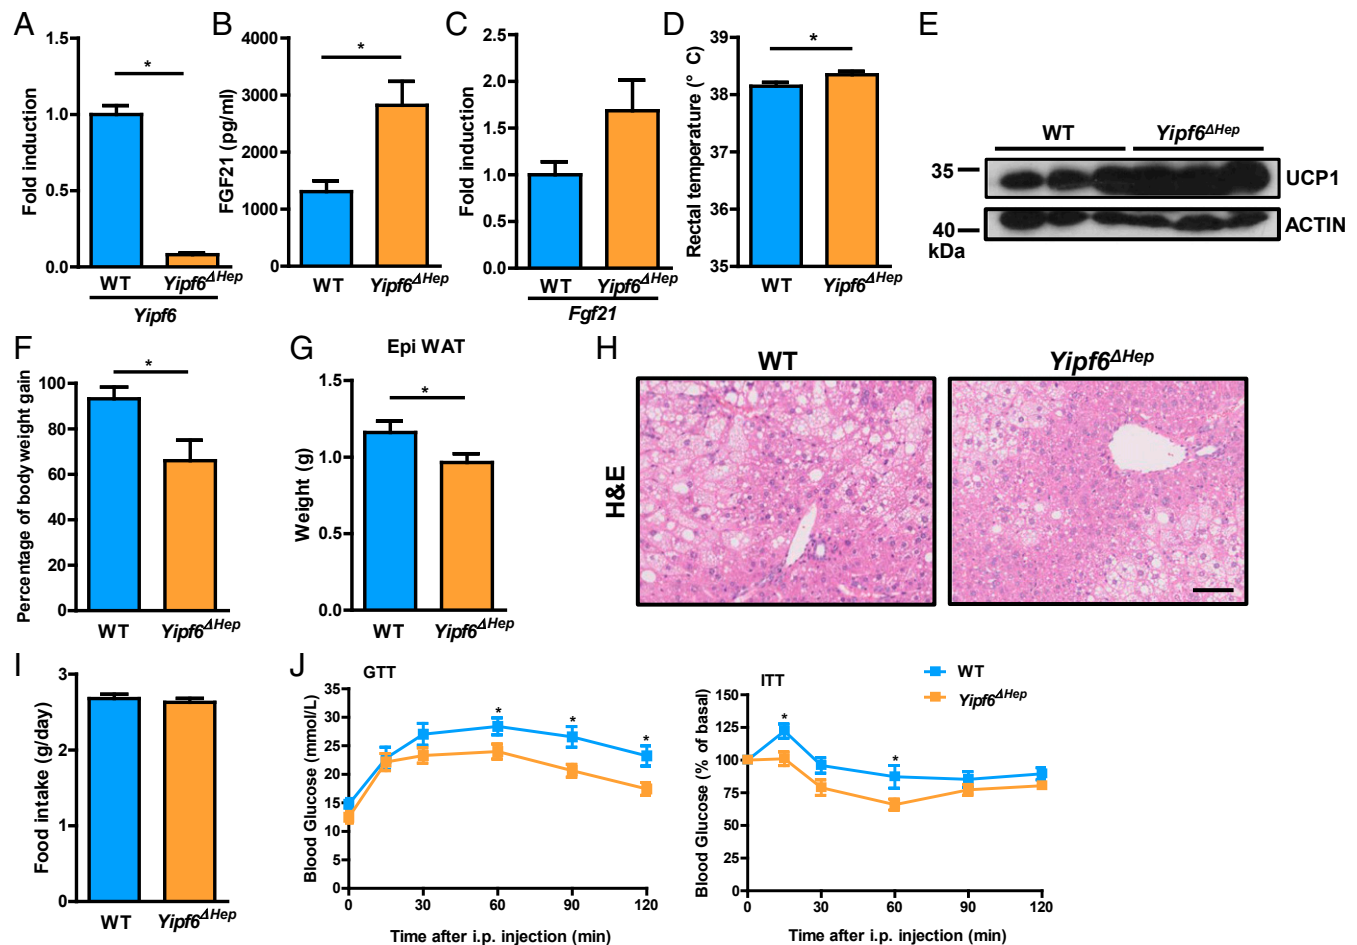 A
Fold induction
1.5
1.0
0.5
0.0
*
WT
Yipf6ΔHep
Yipf6
B
FGF21 (pg/ml)
4000
3000
2000
1000
0
*
WT
Yipf6ΔHep
C
Fold induction
2.5
2.0
1.5
1.0
0.5
0.0
WT
Yipf6ΔHep
Fgf21
D
Rectal temperature (° C)
39
38
37
36
35
*
WT
Yipf6ΔHep
E
WT
Yipf6ΔHep
35
UCP1
40
ACTIN
kDa
F
Percentage of body weight gain
100
80
60
40
20
0
*
WT
Yipf6ΔHep
G
Epi WAT
Weight (g)
1.5
1.0
0.5
0.0
*
WT
Yipf6ΔHep
H
WT
Yipf6ΔHep
H&E
I
Food intake (g/day)
3
2
1
0
WT
Yipf6ΔHep
J
GTT
Blood Glucose (mmol/L)
35
30
25
20
15
10
5
0
* * *
0 30 60 90 120
Time after i.p. injection (min)
ITT
WT
Yipf6ΔHep
Blood Glucose (% of basal)
150
125
100
75
50
25
0
* *
0 30 60 90 120
Time after i.p. injection (min)